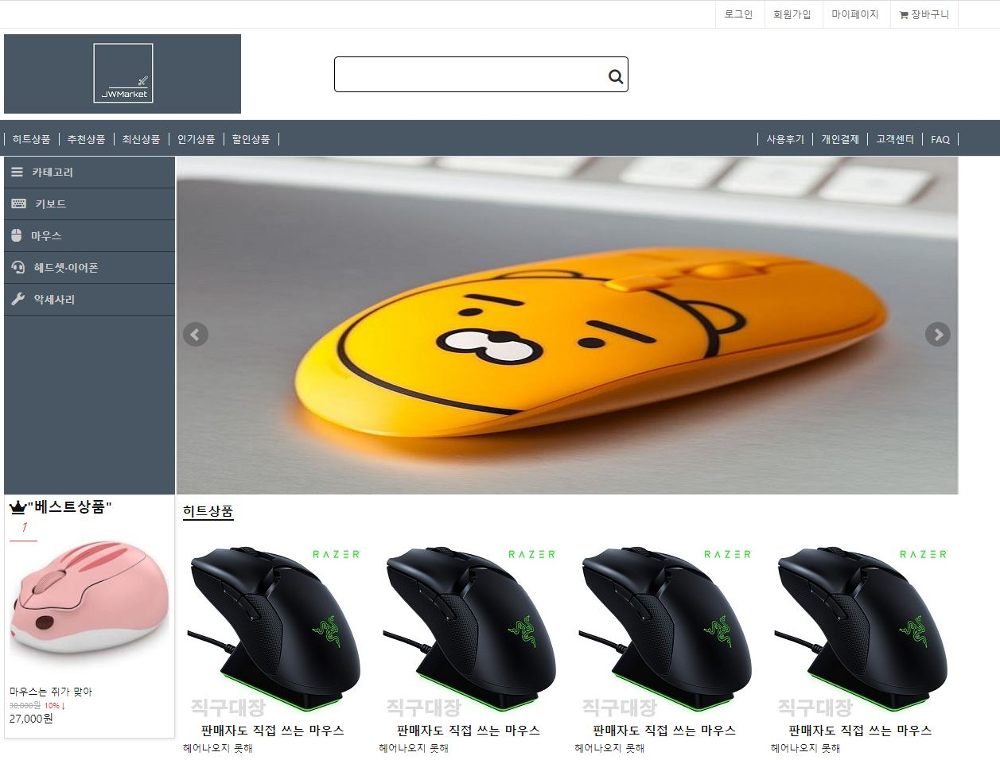 로그인 회원가입 마이페이지 장바구니
JWMarket
히트상품 추천상품 최신상품 인기상품 할인상품 사용후기 개인결제 고객센터 FAQ
카테고리
키보드
마우스
헤드셋·이어폰
악세사리
"베스트상품"
1
마우스는 쥐가 맞아
30,000원 10%↓
27,000원
히트상품
RAZER RAZER RAZER RAZER
직구대장 직구대장 직구대장 직구대장
판매자도 직접 쓰는 마우스 판매자도 직접 쓰는 마우스 판매자도 직접 쓰는 마우스 판매자도 직접 쓰는 마우스
헤어나오지 못해 헤어나오지 못해 헤어나오지 못해 헤어나오지 못해